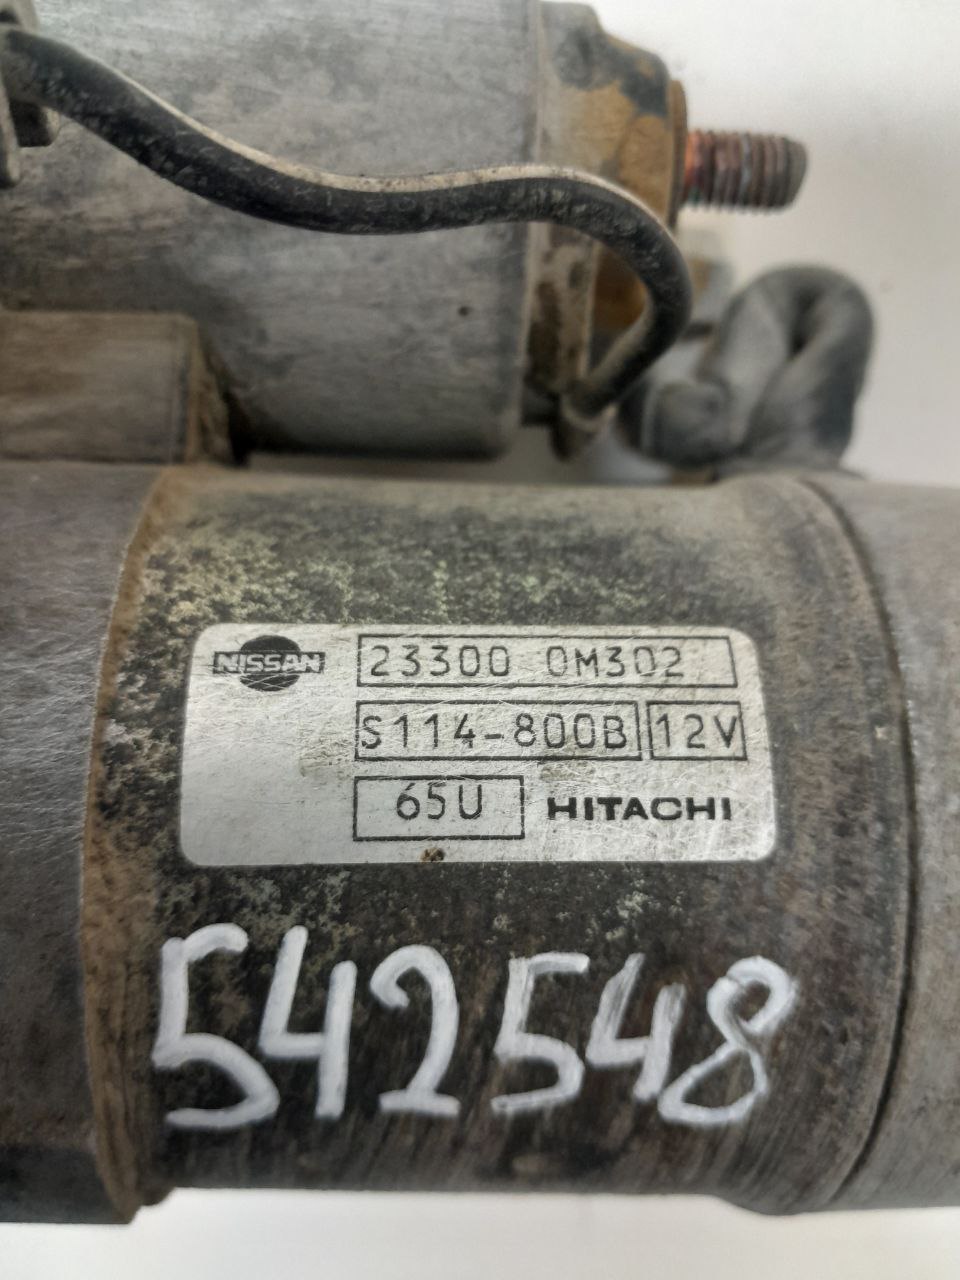 NISSAN 23300 0M302
S114-800B 12V
65U HITACHI
542548